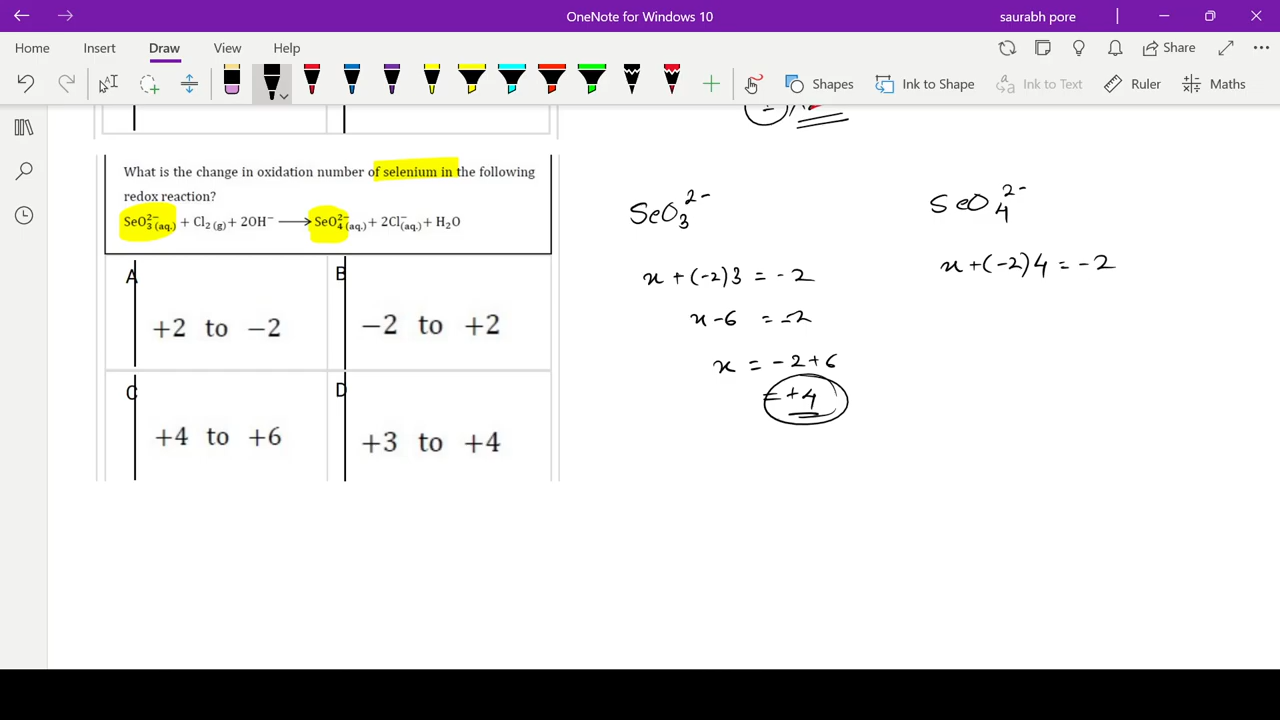 OneNote for Windows 10
saurabh pore
Home Insert Draw View Help
Share
Shapes
Ink to Shape
Ink to Text
Ruler
Maths
What is the change in oxidation number of selenium in the following
redox reaction?
SeO₃²⁻(aq.) + Cl₂ (g) + 2OH⁻ ⟶ SeO₄²⁻(aq.) + 2Cl⁻(aq.) + H₂O
A
+2 to −2
B
−2 to +2
C
+4 to +6
D
+3 to +4
SeO₃²⁻
x + (-2)3 = -2
x - 6 = -2
x = -2 + 6
= +4
SeO₄²⁻
x + (-2)4 = -2